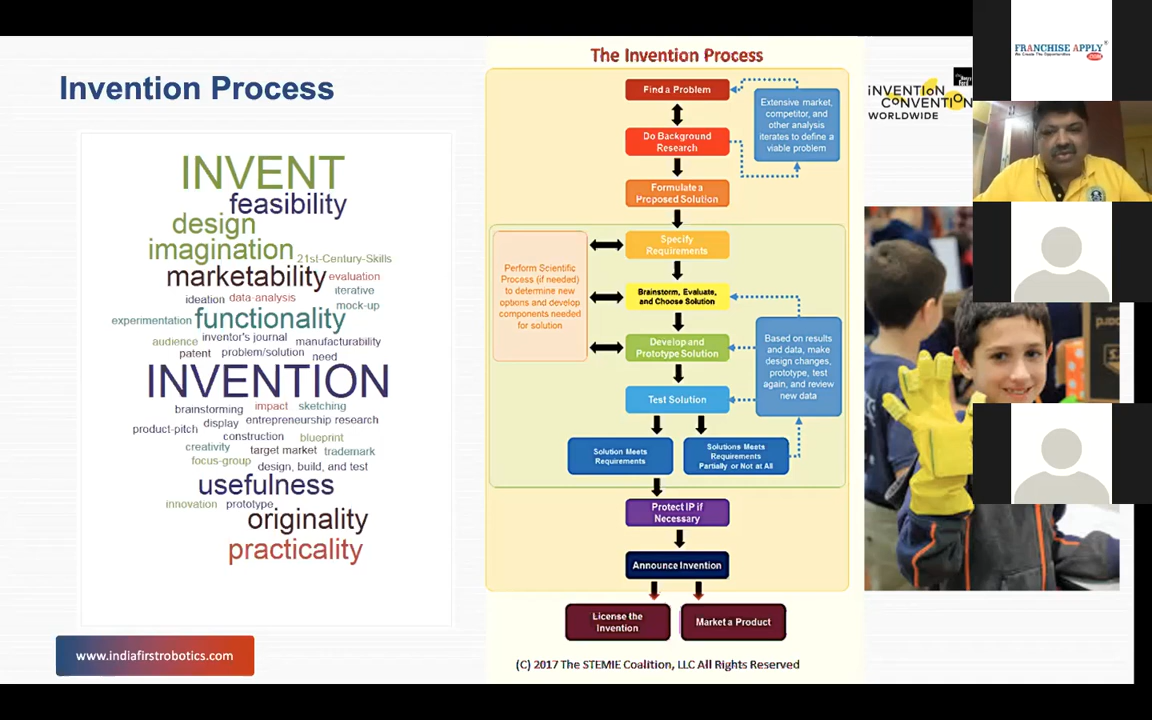 Invention Process
INVENT
feasibility
design
imagination 21st-Century-Skills
marketability evaluation
iterative
ideation data-analysis
mock-up
experimentation functionality
audience inventor's journal manufacturability
patent problem/solution need
INVENTION
brainstorming impact sketching
display entrepreneurship research
product-pitch
construction blueprint
creativity target market trademark
focus-group design, build, and test
usefulness
innovation prototype
originality
practicality
www.indiafirstrobotics.com
The Invention Process
Find a Problem
Extensive market,
competitor, and
other analysis
iterates to define a
viable problem
Do Background
Research
Formulate a
Proposed Solution
Specify
Requirements
Perform Scientific
Process (if needed)
to determine new
options and develop
components needed
for solution
Brainstorm, Evaluate,
and Choose Solution
Develop and
Prototype Solution
Based on results
and data, make
design changes,
prototype, test
again, and review
new data
Test Solution
Solution Meets
Requirements
Solutions Meets
Requirements
Partially or Not at All
Protect IP if
Necessary
Announce Invention
License the
Invention
Market a Product
(C) 2017 The STEMIE Coalition, LLC All Rights Reserved
INVENTION
CONVENTION
WORLDWIDE
FRANCHISE APPLY
.com
We Create The Opportunities